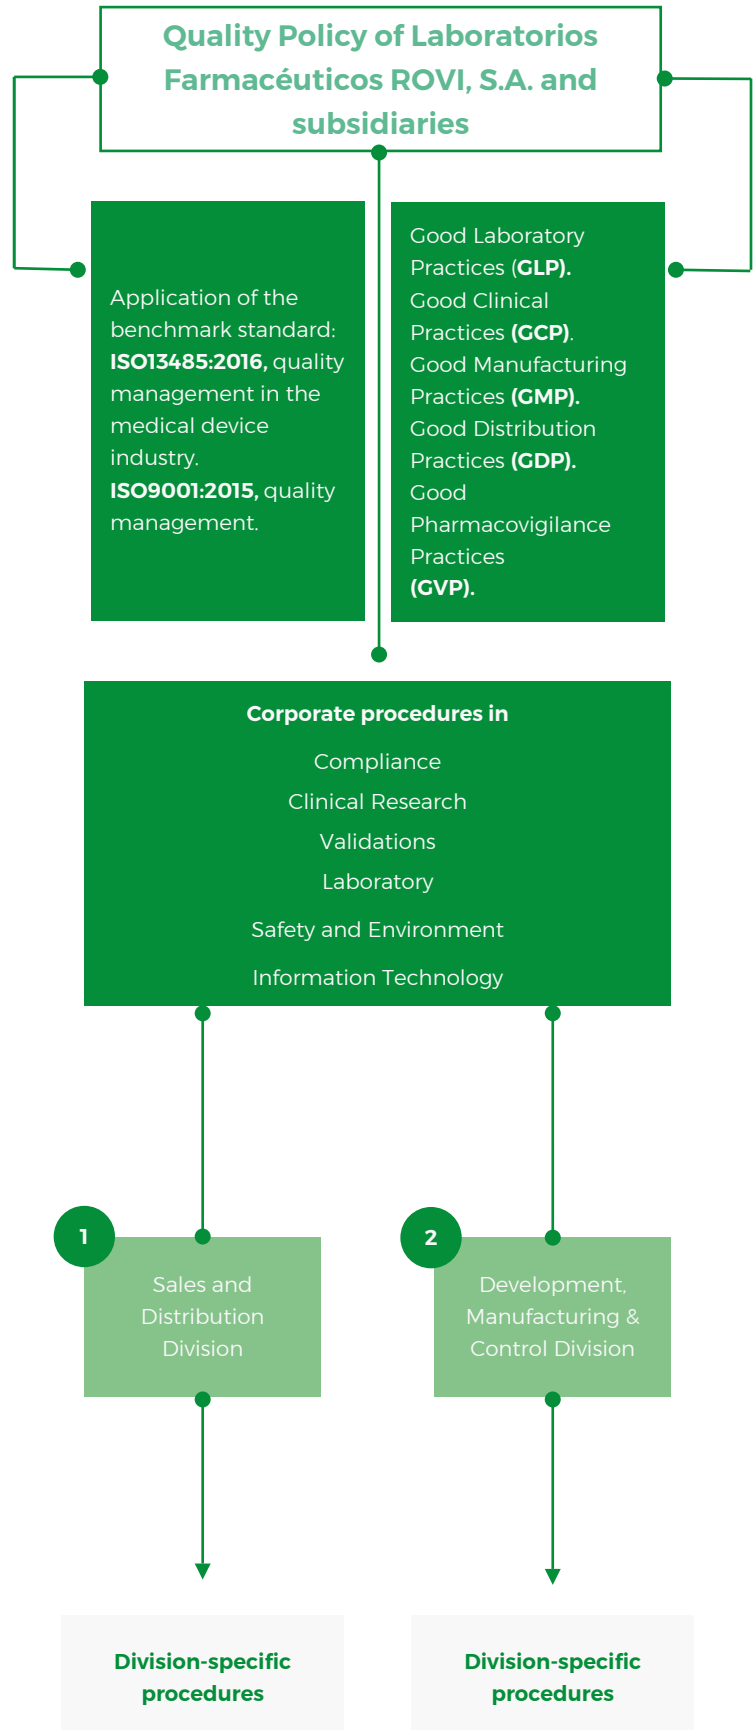 Quality Policy of Laboratorios
Farmacéuticos ROVI, S.A. and
subsidiaries
Application of the
benchmark standard:
ISO13485:2016, quality
management in the
medical device
industry.
ISO9001:2015, quality
management.
Good Laboratory
Practices (GLP).
Good Clinical
Practices (GCP).
Good Manufacturing
Practices (GMP).
Good Distribution
Practices (GDP).
Good
Pharmacovigilance
Practices
(GVP).
Corporate procedures in
Compliance
Clinical Research
Validations
Laboratory
Safety and Environment
Information Technology
1
Sales and
Distribution
Division
2
Development,
Manufacturing &
Control Division
Division-specific
procedures
Division-specific
procedures